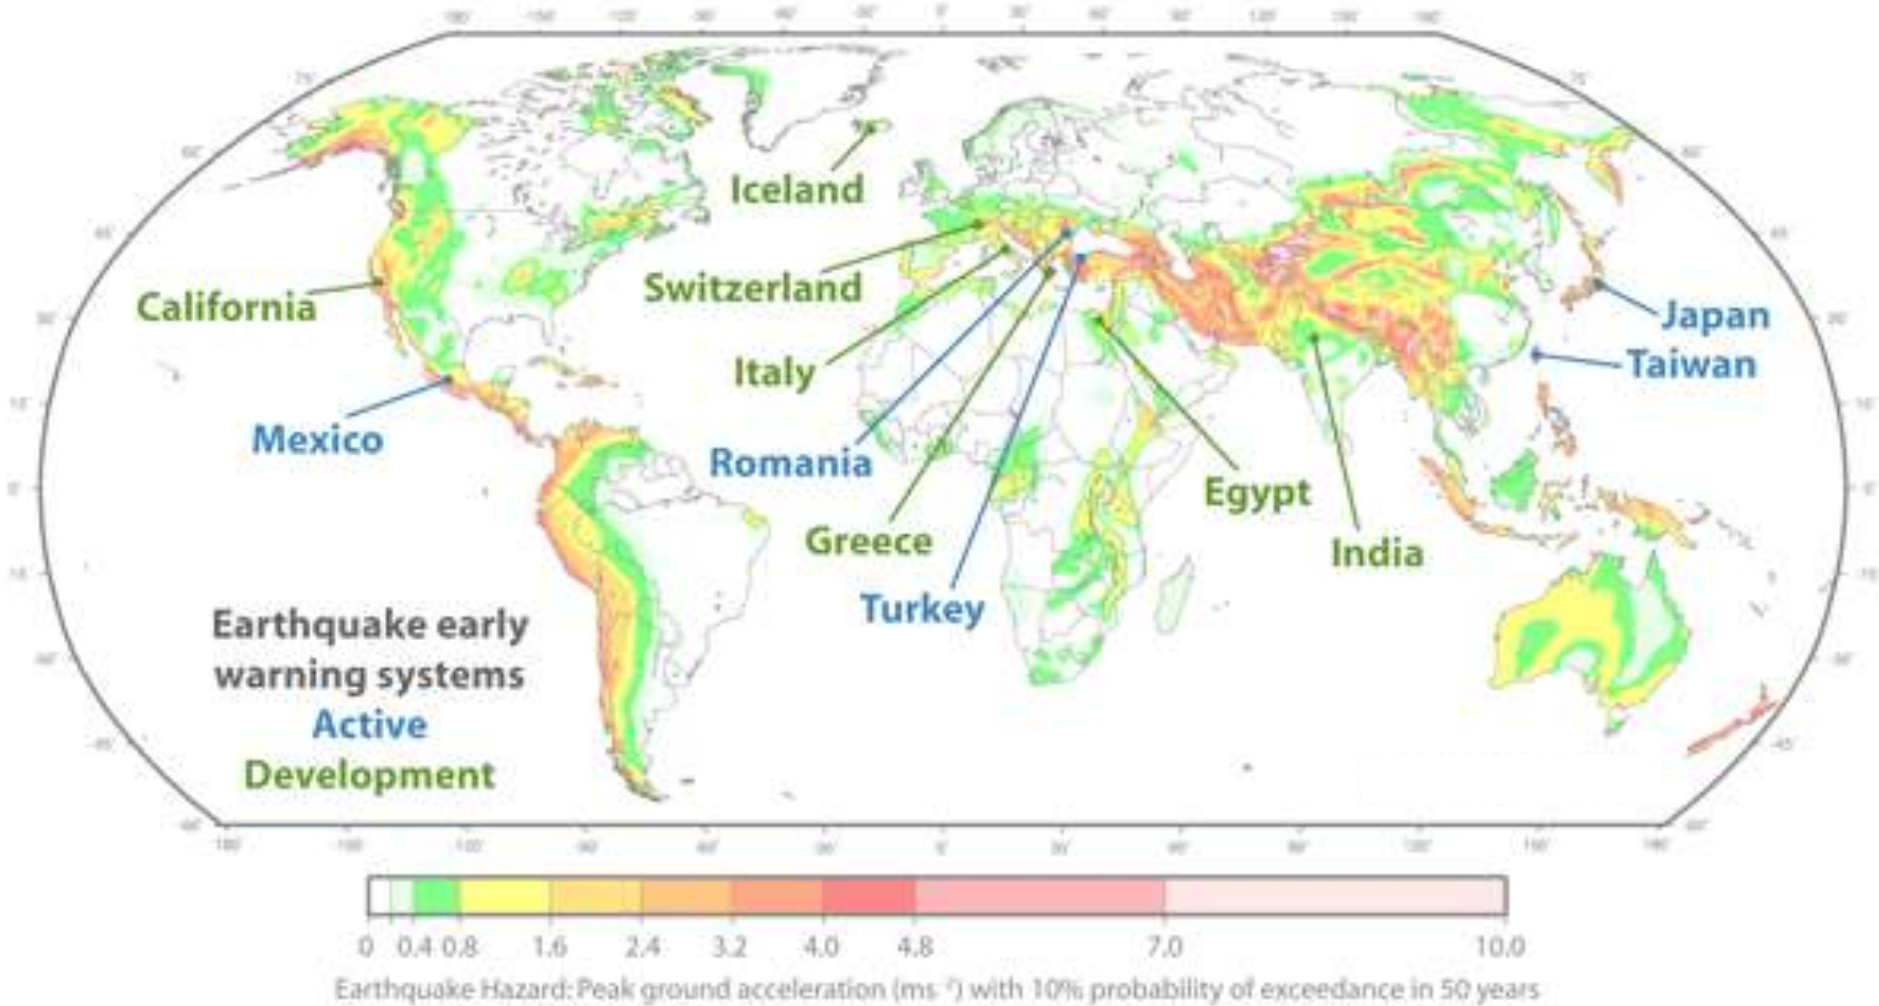 Iceland
Switzerland
California
Italy
Japan
Taiwan
Mexico
Romania
Egypt
Greece
India
Turkey
Earthquake early
warning systems
Active
Development
0 0.4 0.8 1.6 2.4 3.2 4.0 4.8 7.0 10.0
Earthquake Hazard: Peak ground acceleration (ms⁻²) with 10% probability of exceedance in 50 years